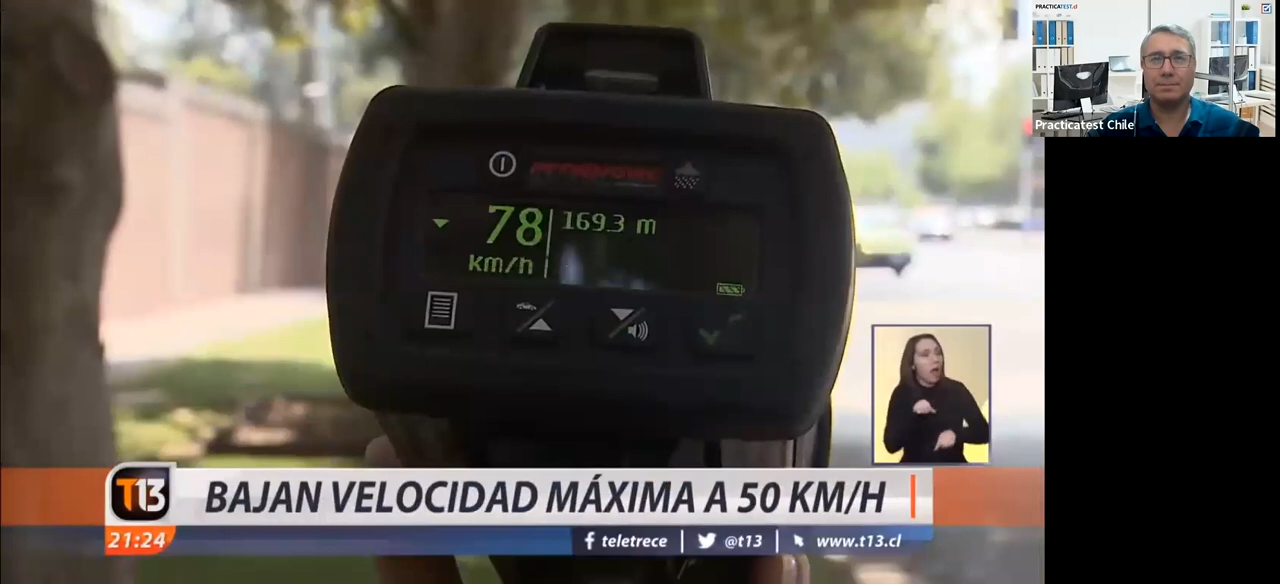 PRACTICATEST.cl
Practicatest Chile
78
169.3 m
Km/h
T13
BAJAN VELOCIDAD MÁXIMA A 50 KM/H
21:24
teletrece
@t13
www.t13.cl